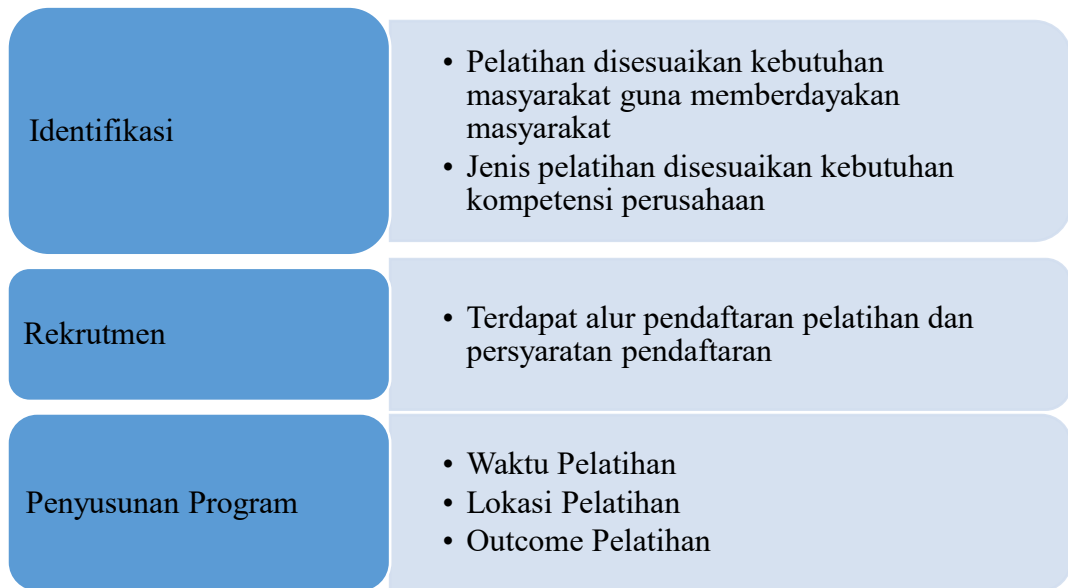 Identifikasi
• Pelatihan disesuaikan kebutuhan
masyarakat guna memberdayakan
masyarakat
• Jenis pelatihan disesuaikan kebutuhan
kompetensi perusahaan
Rekrutmen
• Terdapat alur pendaftaran pelatihan dan
persyaratan pendaftaran
Penyusunan Program
• Waktu Pelatihan
• Lokasi Pelatihan
• Outcome Pelatihan